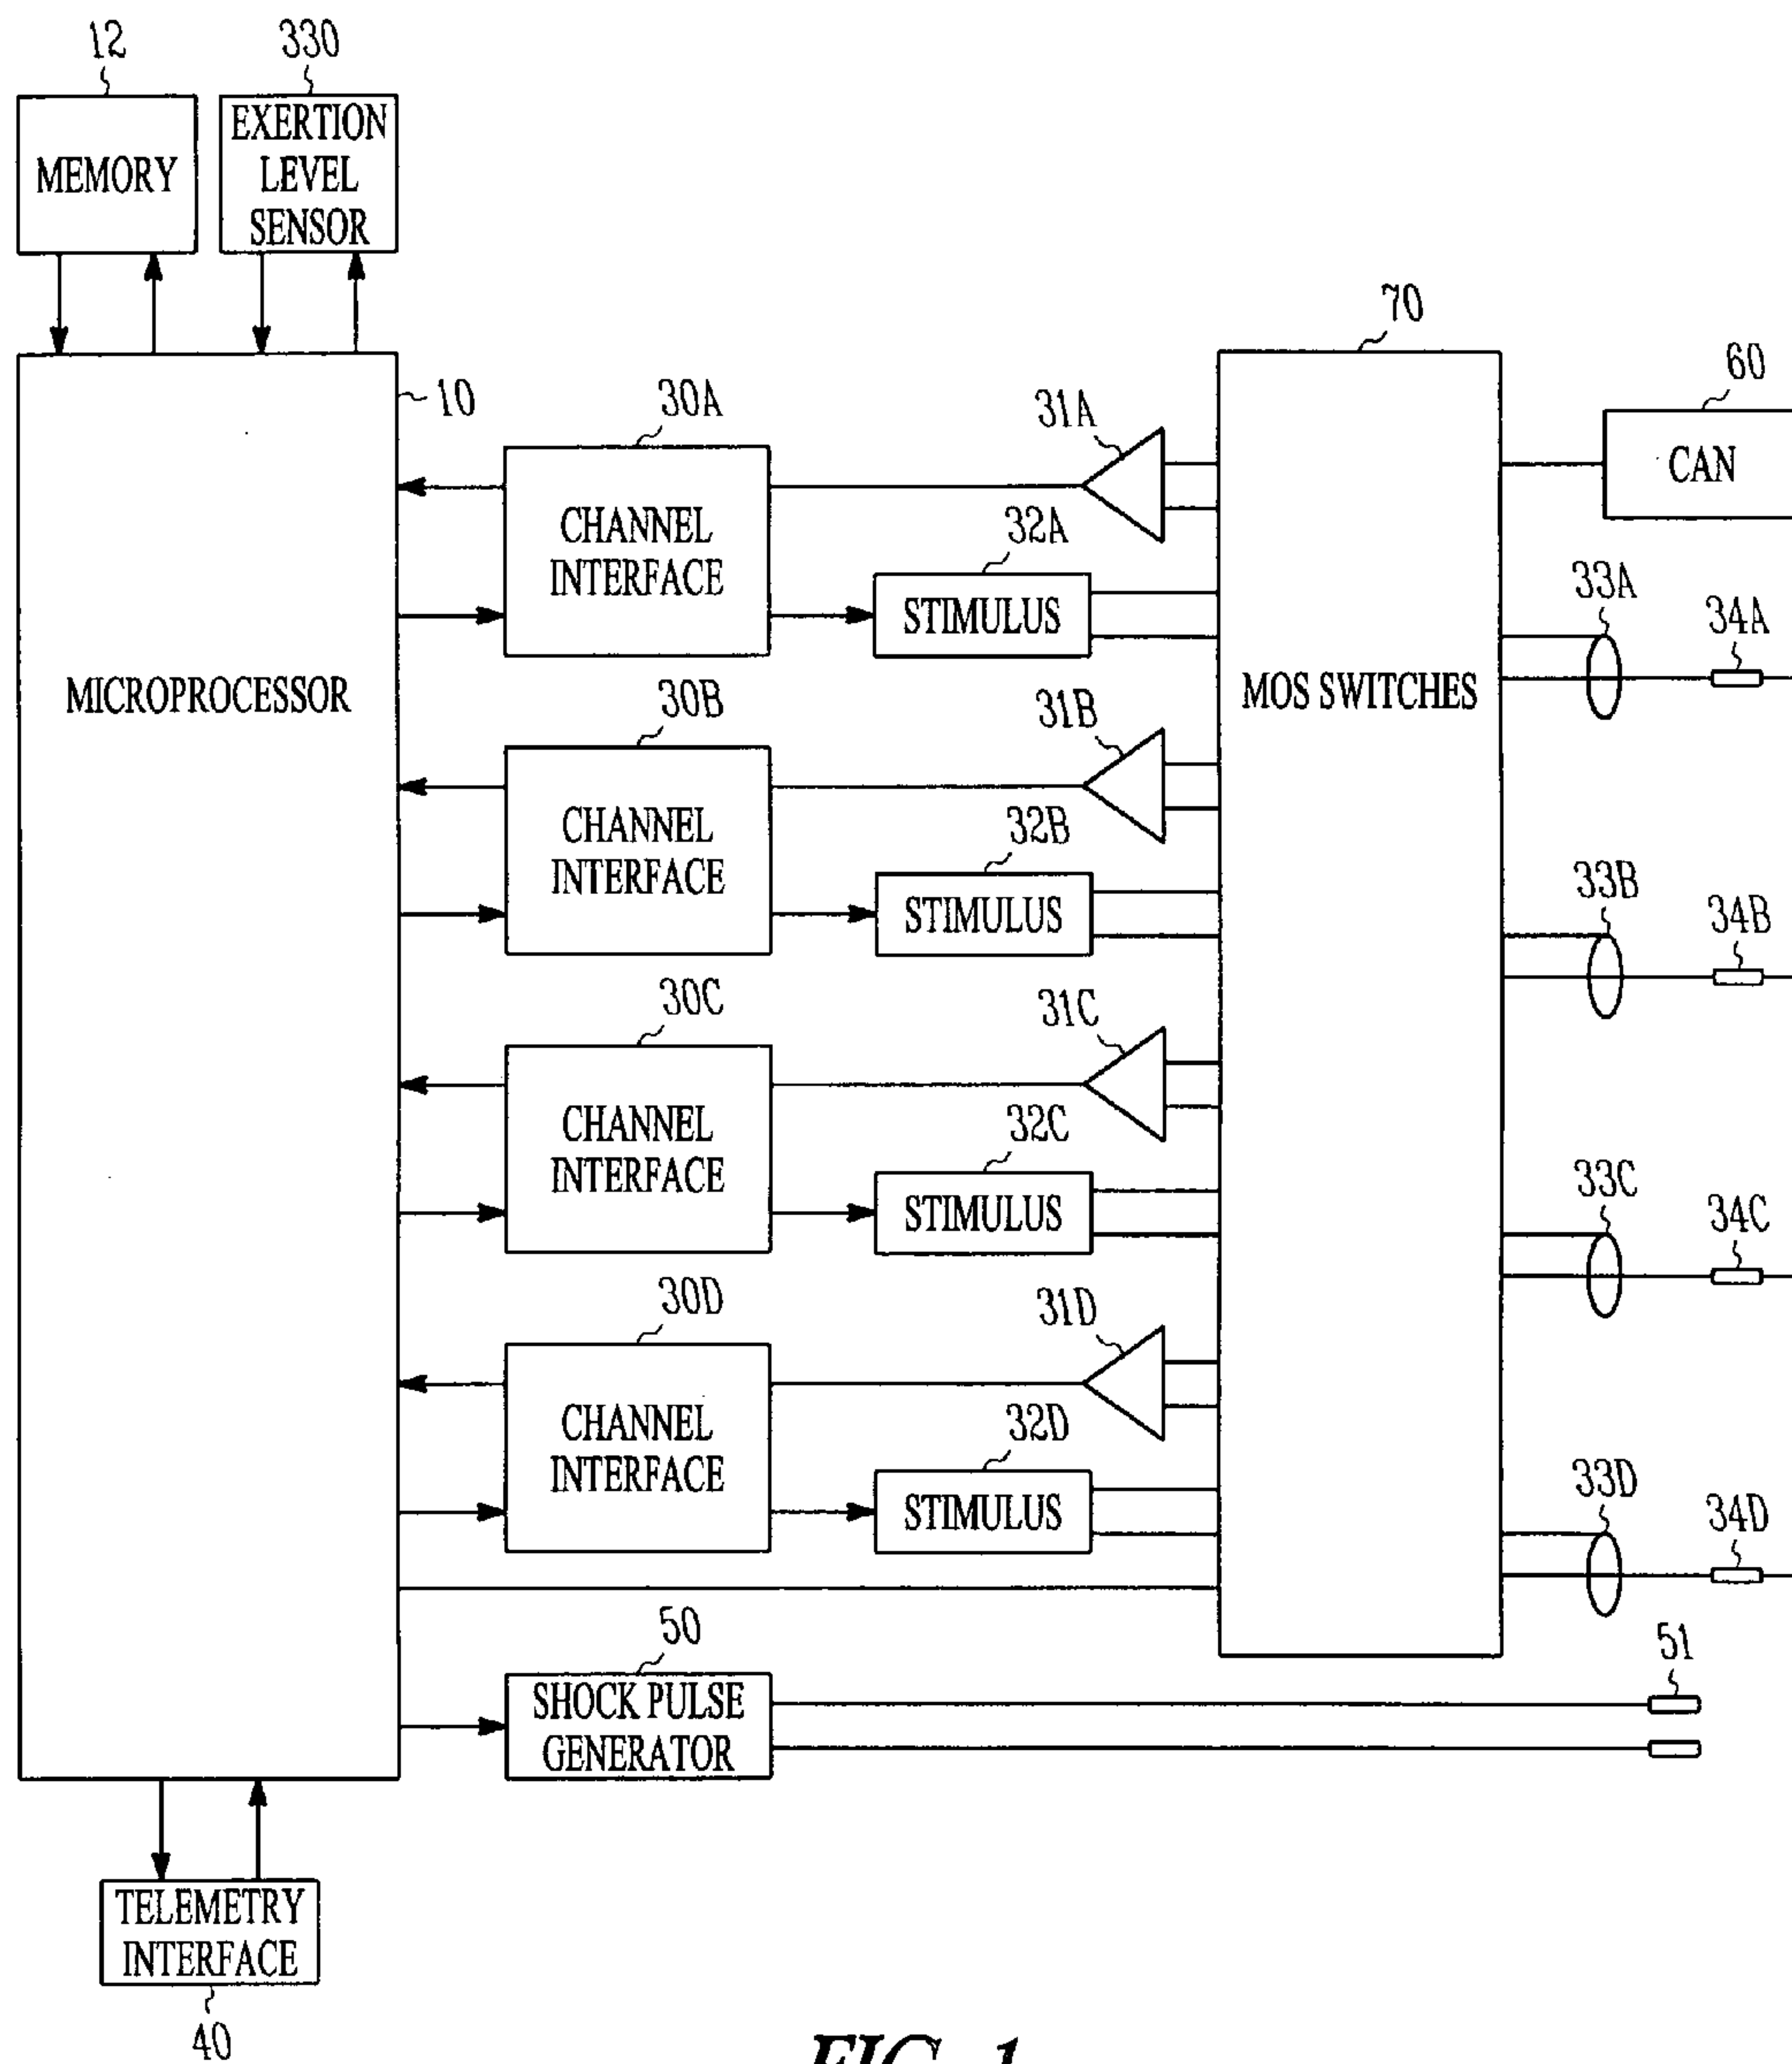 12
330
MEMORY
EXERTION
LEVEL
SENSOR
70
10
30A
31A
60
CAN
CHANNEL
INTERFACE
32A
STIMULUS
33A
34A
MICROPROCESSOR
MOS SWITCHES
30B
31B
CHANNEL
INTERFACE
32B
STIMULUS
33B
34B
30C
31C
CHANNEL
INTERFACE
32C
STIMULUS
33C
34C
30D
31D
CHANNEL
INTERFACE
32D
STIMULUS
33D
34D
50
51
SHOCK PULSE
GENERATOR
TELEMETRY
INTERFACE
40
FIG. 1